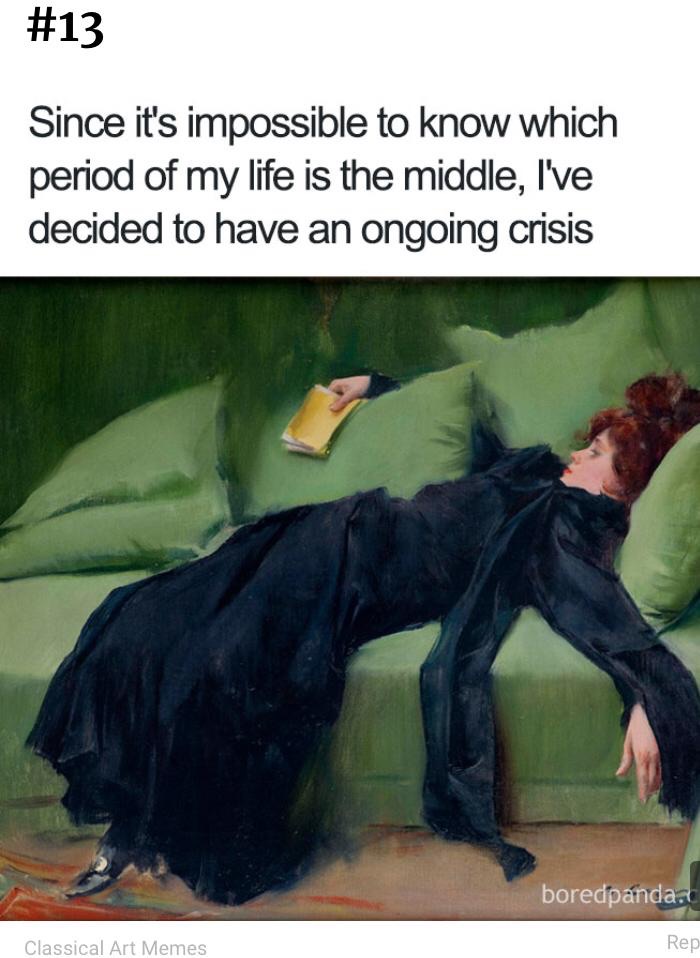 #13
Since it's impossible to know which
period of my life is the middle, I've
decided to have an ongoing crisis
boredpanda.c
Classical Art Memes
Rep